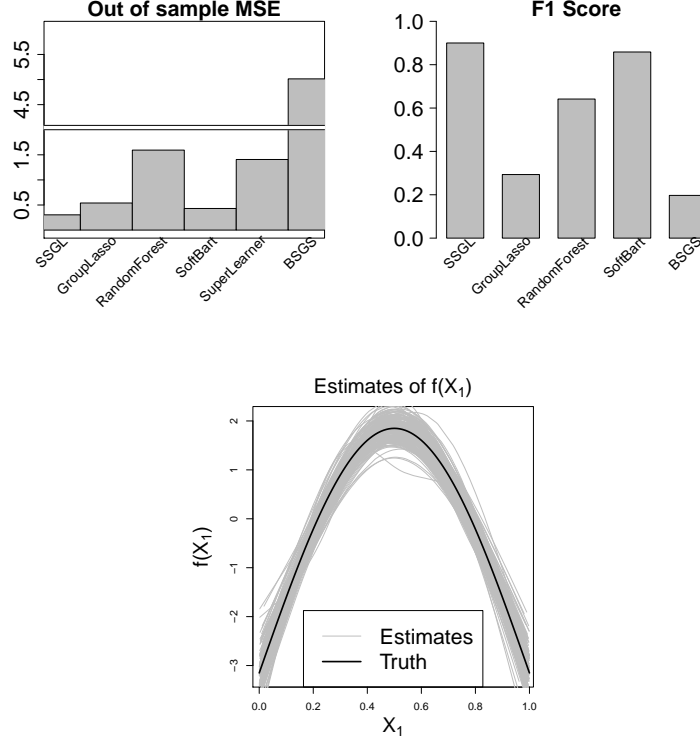 Out of sample MSE
5.5
4.5
1.5
0.5
SSGL
GroupLasso
RandomForest
SoftBart
SuperLearner
BSGS
F1 Score
1.0
0.8
0.6
0.4
0.2
0.0
SSGL
GroupLasso
RandomForest
SoftBart
BSGS
Estimates of f(X₁)
f(X₁)
2
1
0
−1
−2
−3
Estimates
Truth
0.0 0.2 0.4 0.6 0.8 1.0
X₁